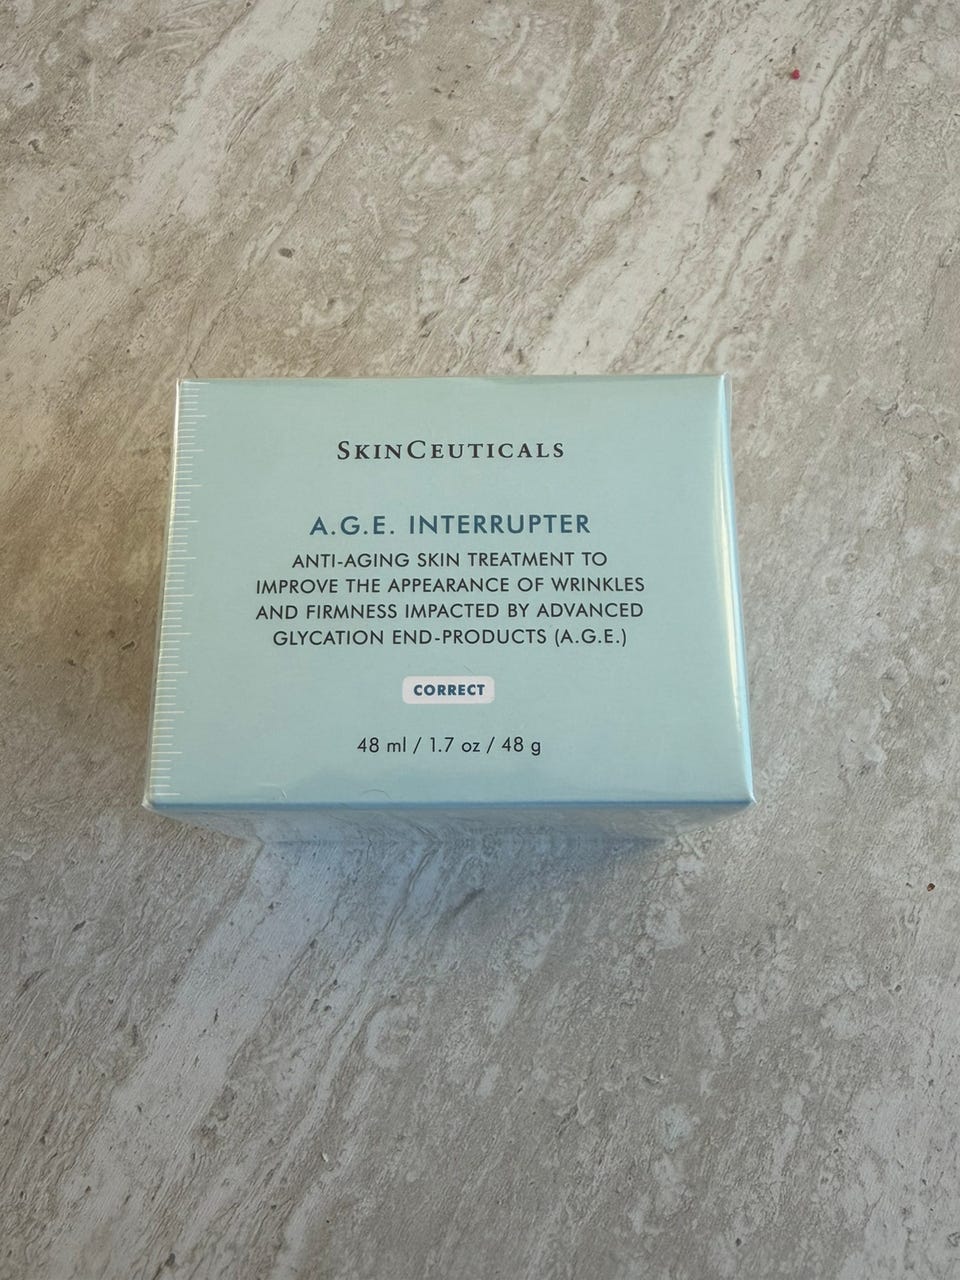 SKINCEUTICALS
A.G.E. INTERRUPTER
ANTI-AGING SKIN TREATMENT TO
IMPROVE THE APPEARANCE OF WRINKLES
AND FIRMNESS IMPACTED BY ADVANCED
GLYCATION END-PRODUCTS (A.G.E.)
CORRECT
48 ml / 1.7 oz / 48 g